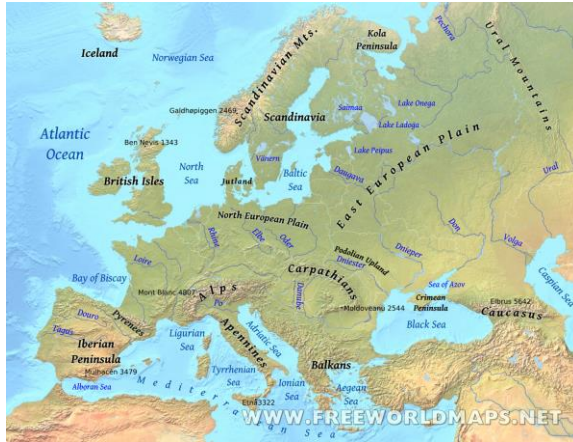 Iceland
Norwegian Sea
Scandinavian Mts.
Kola
Peninsula
Pechora
Ural Mountains
Galdhøpiggen 2469
Scandinavia
Saimaa
Lake Onega
Lake Ladoga
Atlantic
Ocean
Ben Nevis 1343
North
Sea
Vänern
Baltic
Sea
Lake Peipus
East European Plain
British Isles
Jutland
Daugava
Ural
North European Plain
Loire
Rhine
Elbe
Oder
Podolian Upland
Dniester
Dnieper
Don
Volga
Bay of Biscay
Mont Blanc 4807
Alps
Carpathians
Danube
Sea of Azov
Caspian Sea
Moldoveanu 2544
Crimean
Peninsula
Elbrus 5642
Caucasus
Black Sea
Douro
Pyrenees
Tagus
Iberian
Peninsula
Mulhacén 3479
Alboran Sea
Ligurian
Sea
Po
Apennines
Adriatic Sea
Tyrrhenian
Sea
Balkans
Ionian
Sea
Aegean
Sea
Etna 3322
Mediterranean Sea
WWW.FREEWORLDMAPS.NET